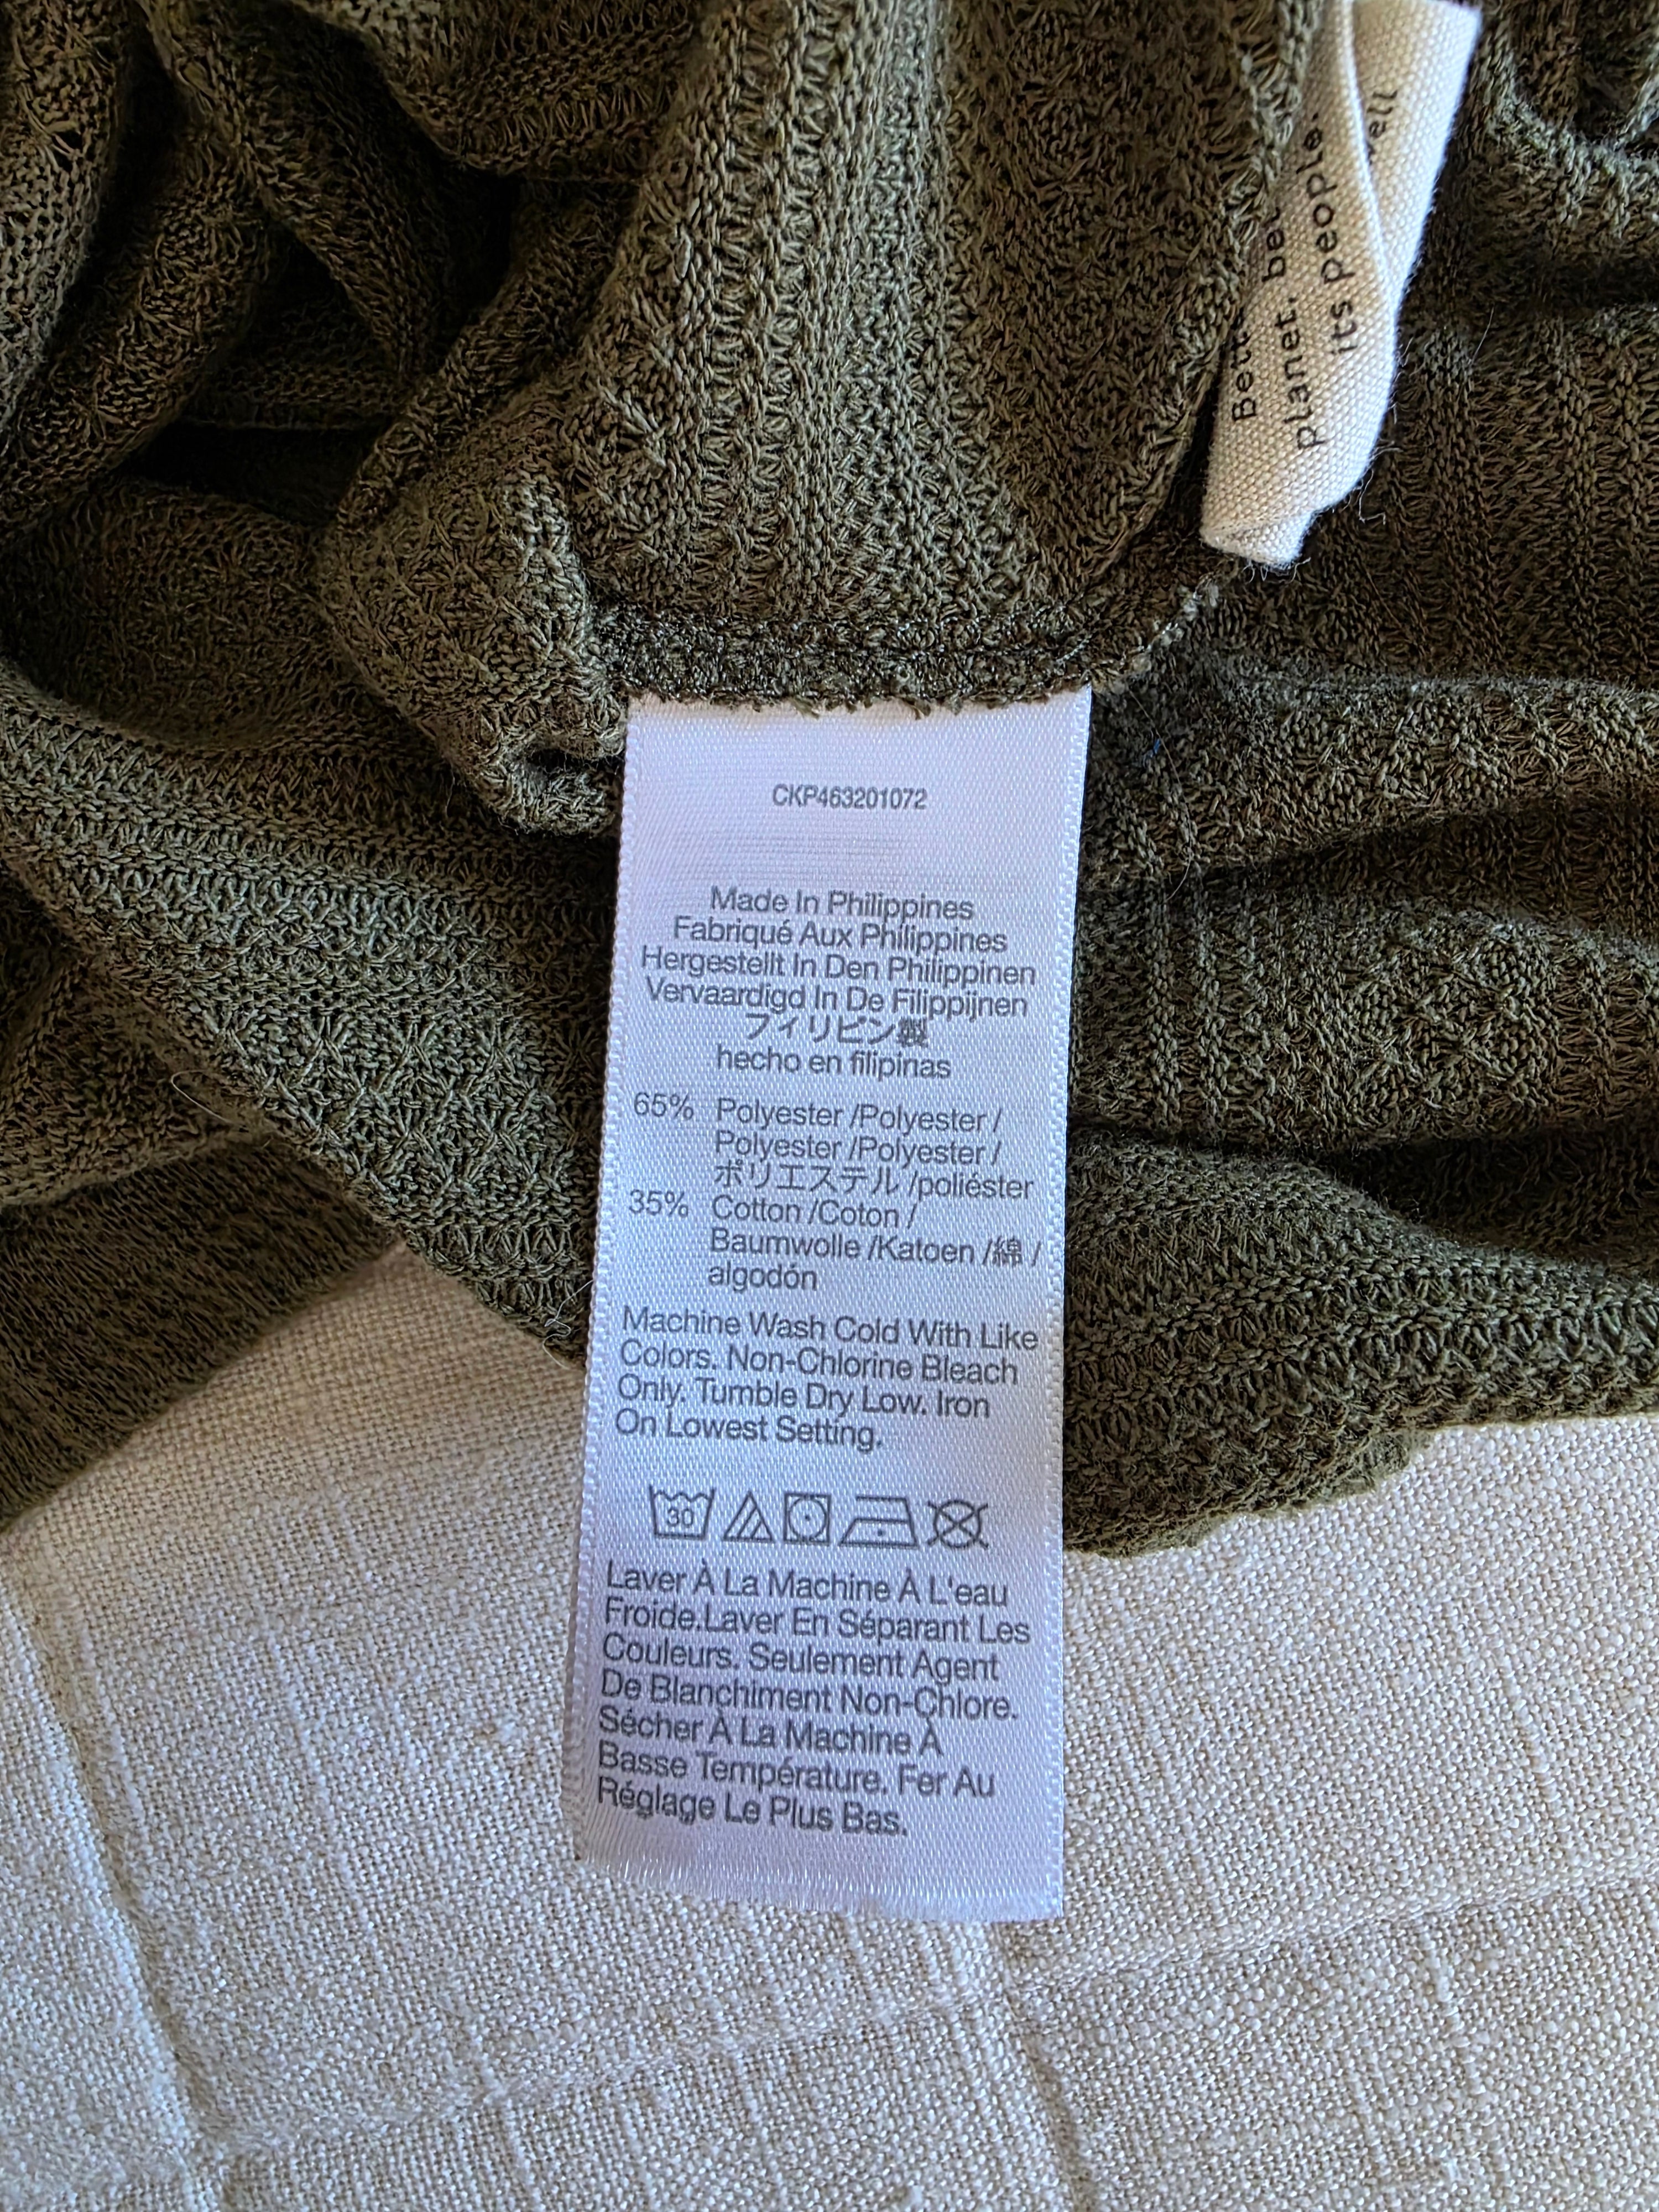 planet.
its people.
CKP463201072
Made In Philippines
Fabriqué Aux Philippines
Hergestellt In Den Philippinen
Vervaardigd In De Filippijnen
フィリピン製
hecho en filipinas
65% Polyester /Polyester /
Polyester /Polyester /
ポリエステル /poliéster
35% Cotton /Coton /
Baumwolle /Katoen /綿 /
algodón
Machine Wash Cold With Like
Colors. Non-Chlorine Bleach
Only. Tumble Dry Low. Iron
On Lowest Setting.
30
Laver À La Machine À L'eau
Froide.Laver En Séparant Les
Couleurs. Seulement Agent
De Blanchiment Non-Chlore.
Sécher À La Machine À
Basse Température. Fer Au
Réglage Le Plus Bas.